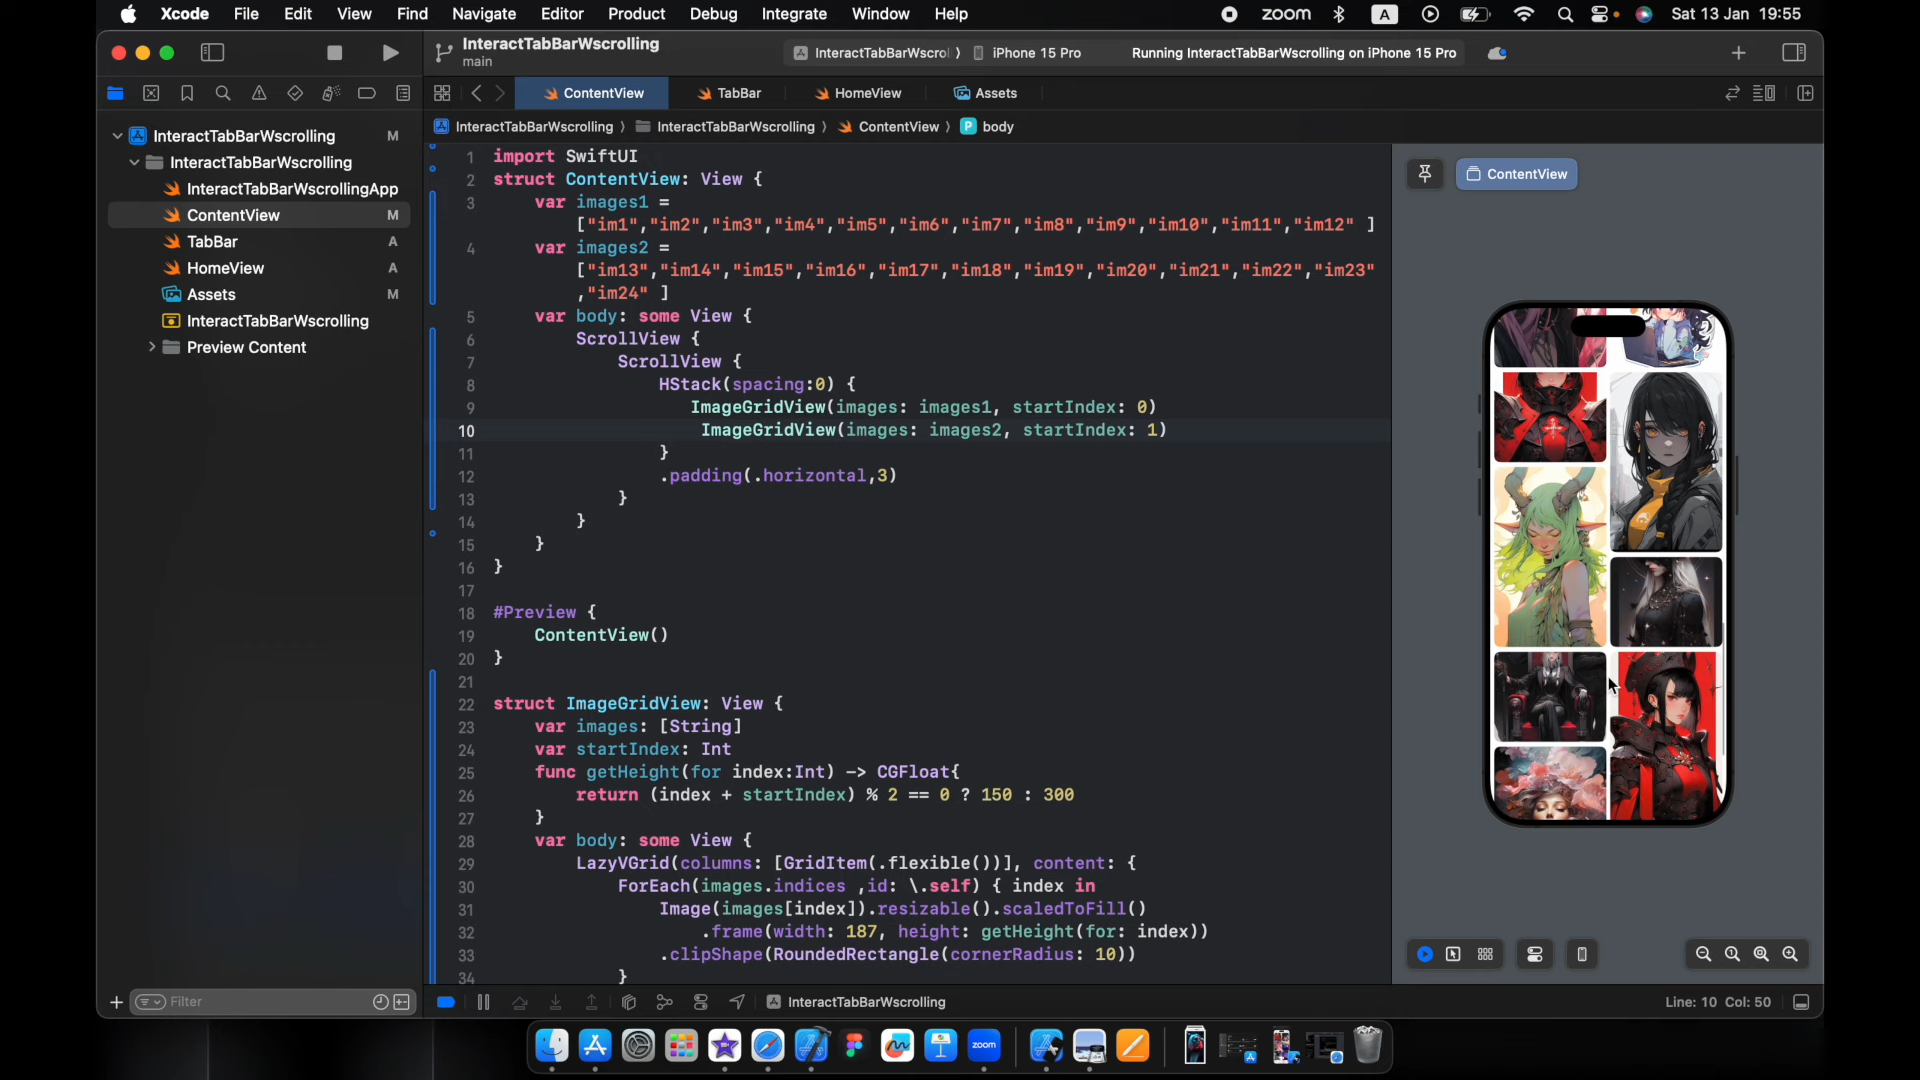 Xcode File Edit View Find Navigate Editor Product Debug Integrate Window Help zoom A Sat 13 Jan 19:55
InteractTabBarWscrolling
main
InteractTabBarWscrol ⟩ iPhone 15 Pro Running InteractTabBarWscrolling on iPhone 15 Pro
ContentView TabBar HomeView Assets
InteractTabBarWscrolling ⟩ InteractTabBarWscrolling ⟩ ContentView ⟩ P body
InteractTabBarWscrolling M
InteractTabBarWscrolling
InteractTabBarWscrollingApp
ContentView M
TabBar A
HomeView A
Assets M
InteractTabBarWscrolling
Preview Content
1 import SwiftUI
2 struct ContentView: View {
3 var images1 =
["im1","im2","im3","im4","im5","im6","im7","im8","im9","im10","im11","im12" ]
4 var images2 =
["im13","im14","im15","im16","im17","im18","im19","im20","im21","im22","im23"
,"im24" ]
5 var body: some View {
6 ScrollView {
7 ScrollView {
8 HStack(spacing:0) {
9 ImageGridView(images: images1, startIndex: 0)
10 ImageGridView(images: images2, startIndex: 1)
11 }
12 .padding(.horizontal,3)
13 }
14 }
15 }
16 }
17
18 #Preview {
19 ContentView()
20 }
21
22 struct ImageGridView: View {
23 var images: [String]
24 var startIndex: Int
25 func getHeight(for index:Int) -> CGFloat{
26 return (index + startIndex) % 2 == 0 ? 150 : 300
27 }
28 var body: some View {
29 LazyVGrid(columns: [GridItem(.flexible())], content: {
30 ForEach(images.indices ,id: \.self) { index in
31 Image(images[index]).resizable().scaledToFill()
32 .frame(width: 187, height: getHeight(for: index))
33 .clipShape(RoundedRectangle(cornerRadius: 10))
34 }
ContentView
Filter
InteractTabBarWscrolling
Line: 10 Col: 50
zoom